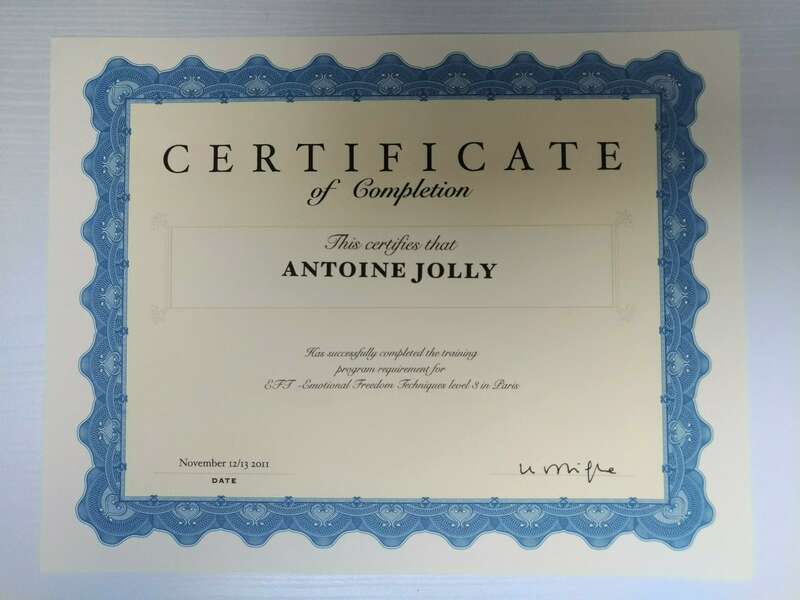 CERTIFICATE
of Completion
This certifies that
ANTOINE JOLLY
Has successfully completed the training
program requirement for
EFT -Emotional Freedom Techniques level 3 in Paris
November 12/13 2011
DATE